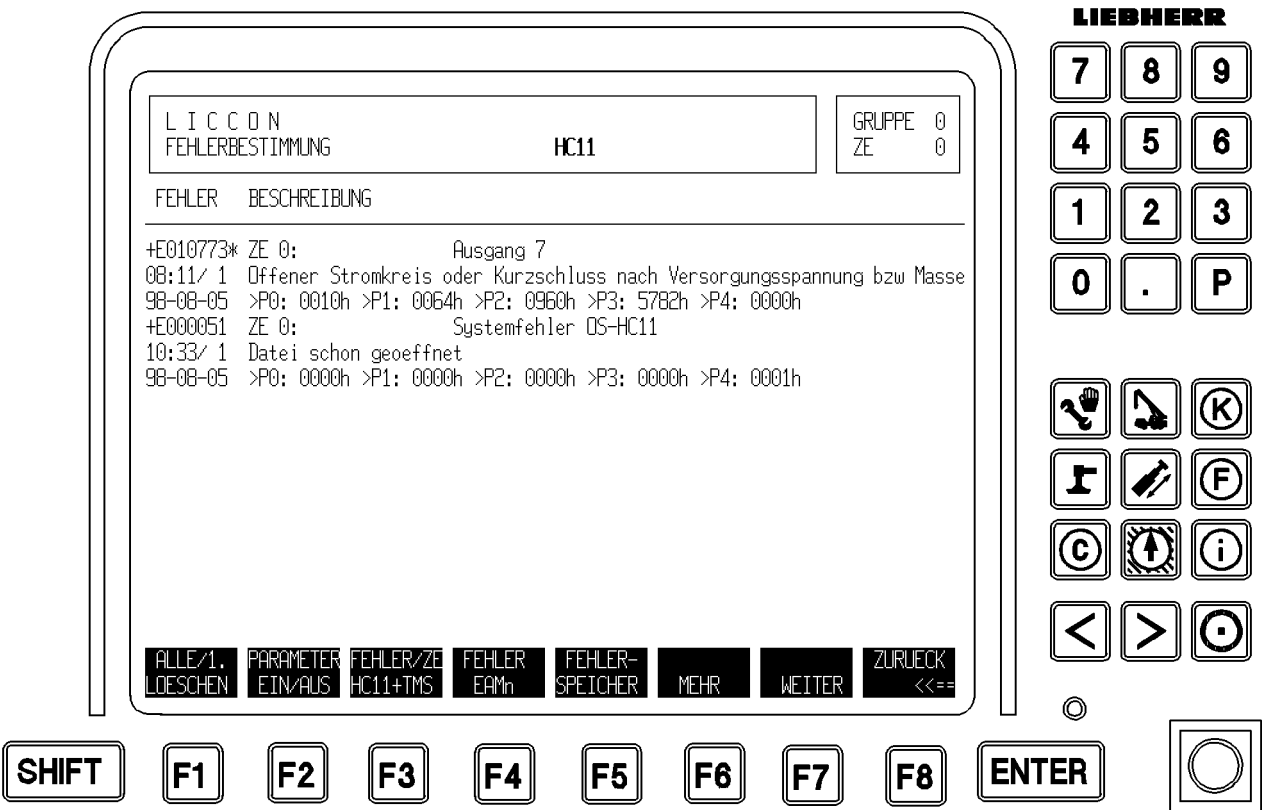 LIEBHERR
7 8 9
4 5 6
1 2 3
0 . P
K
F
C i
< >
LICCON
FEHLERBESTIMMUNG HC11
GRUPPE 0
ZE 0
FEHLER BESCHREIBUNG
+E010773* ZE 0: Ausgang 7
08:11/ 1 Offener Stromkreis oder Kurzschluss nach Versorgungsspannung bzw Masse
98-08-05 >P0: 0010h >P1: 0064h >P2: 0960h >P3: 5782h >P4: 0000h
+E000051 ZE 0: Systemfehler OS-HC11
10:33/ 1 Datei schon geoeffnet
98-08-05 >P0: 0000h >P1: 0000h >P2: 0000h >P3: 0000h >P4: 0001h
ALLE/1. PARAMETER FEHLER/ZE FEHLER FEHLER- ZURUECK
LOESCHEN EIN/AUS HC11+TMS EAMn SPEICHER MEHR WEITER <<==
SHIFT F1 F2 F3 F4 F5 F6 F7 F8 ENTER